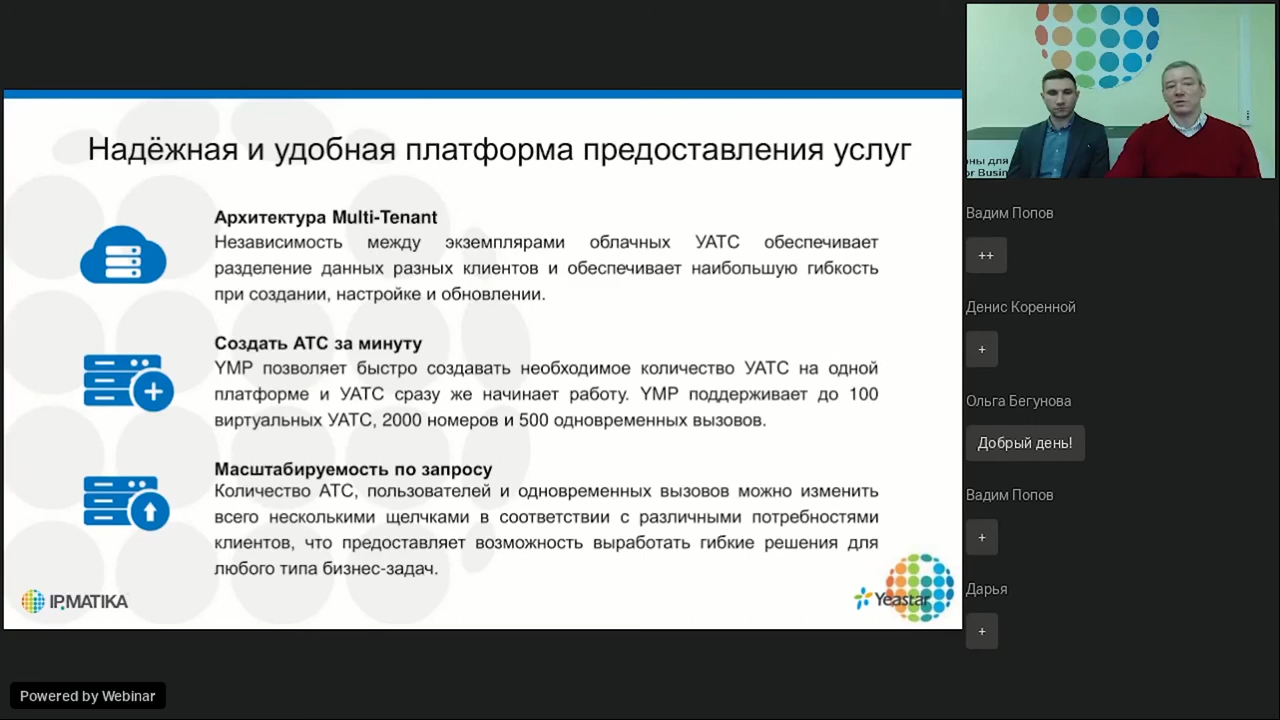 Надёжная и удобная платформа предоставления услуг
Архитектура Multi-Tenant
Независимость между экземплярами облачных УАТС обеспечивает
разделение данных разных клиентов и обеспечивает наибольшую гибкость
при создании, настройке и обновлении.
Создать АТС за минуту
YMP позволяет быстро создавать необходимое количество УАТС на одной
платформе и УАТС сразу же начинает работу. YMP поддерживает до 100
виртуальных УАТС, 2000 номеров и 500 одновременных вызовов.
Масштабируемость по запросу
Количество АТС, пользователей и одновременных вызовов можно изменить
всего несколькими щелчками в соответствии с различными потребностями
клиентов, что предоставляет возможность выработать гибкие решения для
любого типа бизнес-задач.
IPMATIKA
Yeastar
Powered by Webinar
для
Вадим Попов
++
Денис Коренной
+
Ольга Бегунова
Добрый день!
Вадим Попов
+
Дарья
+